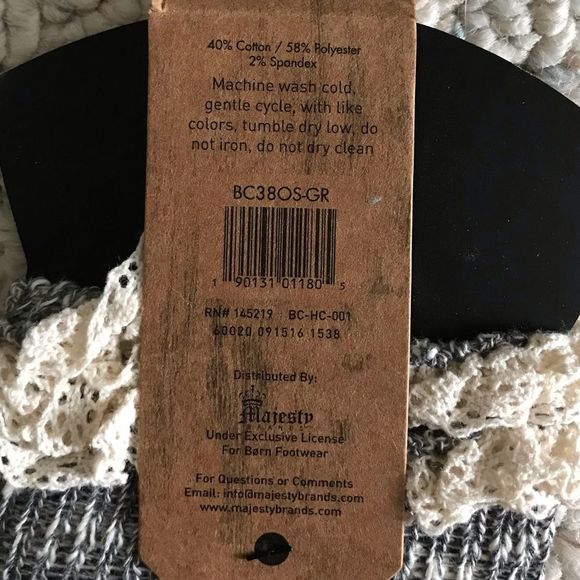 40% Cotton / 58% Polyester
2% Spandex
Machine wash cold,
gentle cycle, with like
colors, tumble dry low, do
not iron, do not dry clean
BC38OS-GR
1 90131 01180 5
RN# 145219 BC-HC-001
60020 091516 1538
Distributed By:
Majesty
BRANDS
Under Exclusive License
For Børn Footwear
For Questions or Comments
Email: info@majestybrands.com
www.majestybrands.com